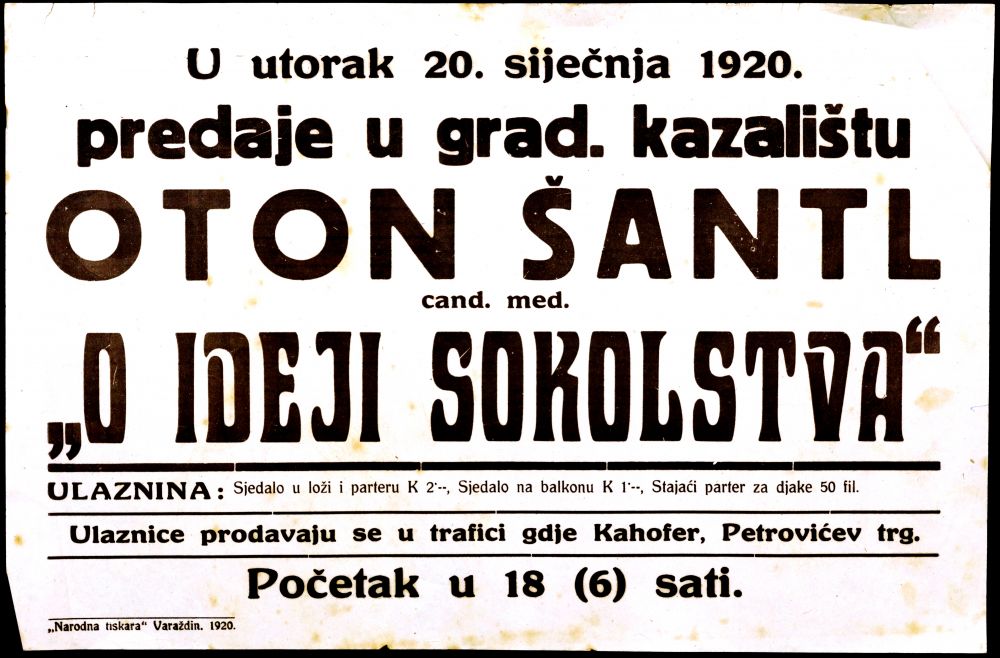 U utorak 20. siječnja 1920.
predaje u grad. kazalištu
OTON ŠANTL
cand. med.
„O IDEJI SOKOLSTVA“
ULAZNINA: Sjedalo u loži i parteru K 2·--, Sjedalo na balkonu K 1·--, Stajaći parter za djake 50 fil.
Ulaznice prodavaju se u trafici gdje Kahofer, Petrovićev trg.
Početak u 18 (6) sati.
„Narodna tiskara“ Varaždin. 1920.